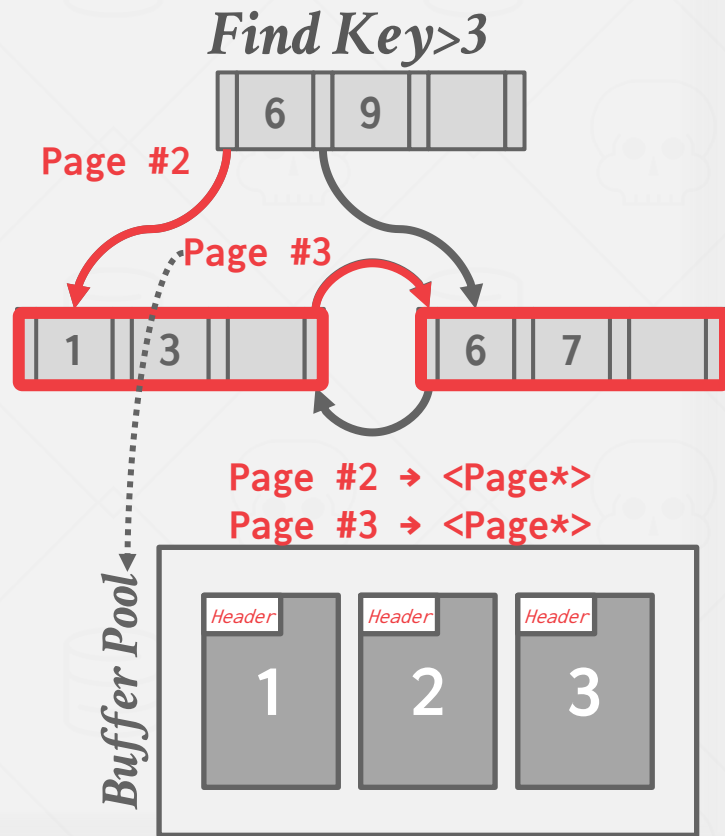 Find Key>3
6 9
Page #2
Page #3
1 3
6 7
Page #2 → <Page*>
Page #3 → <Page*>
Buffer Pool
Header Header Header
1 2 3